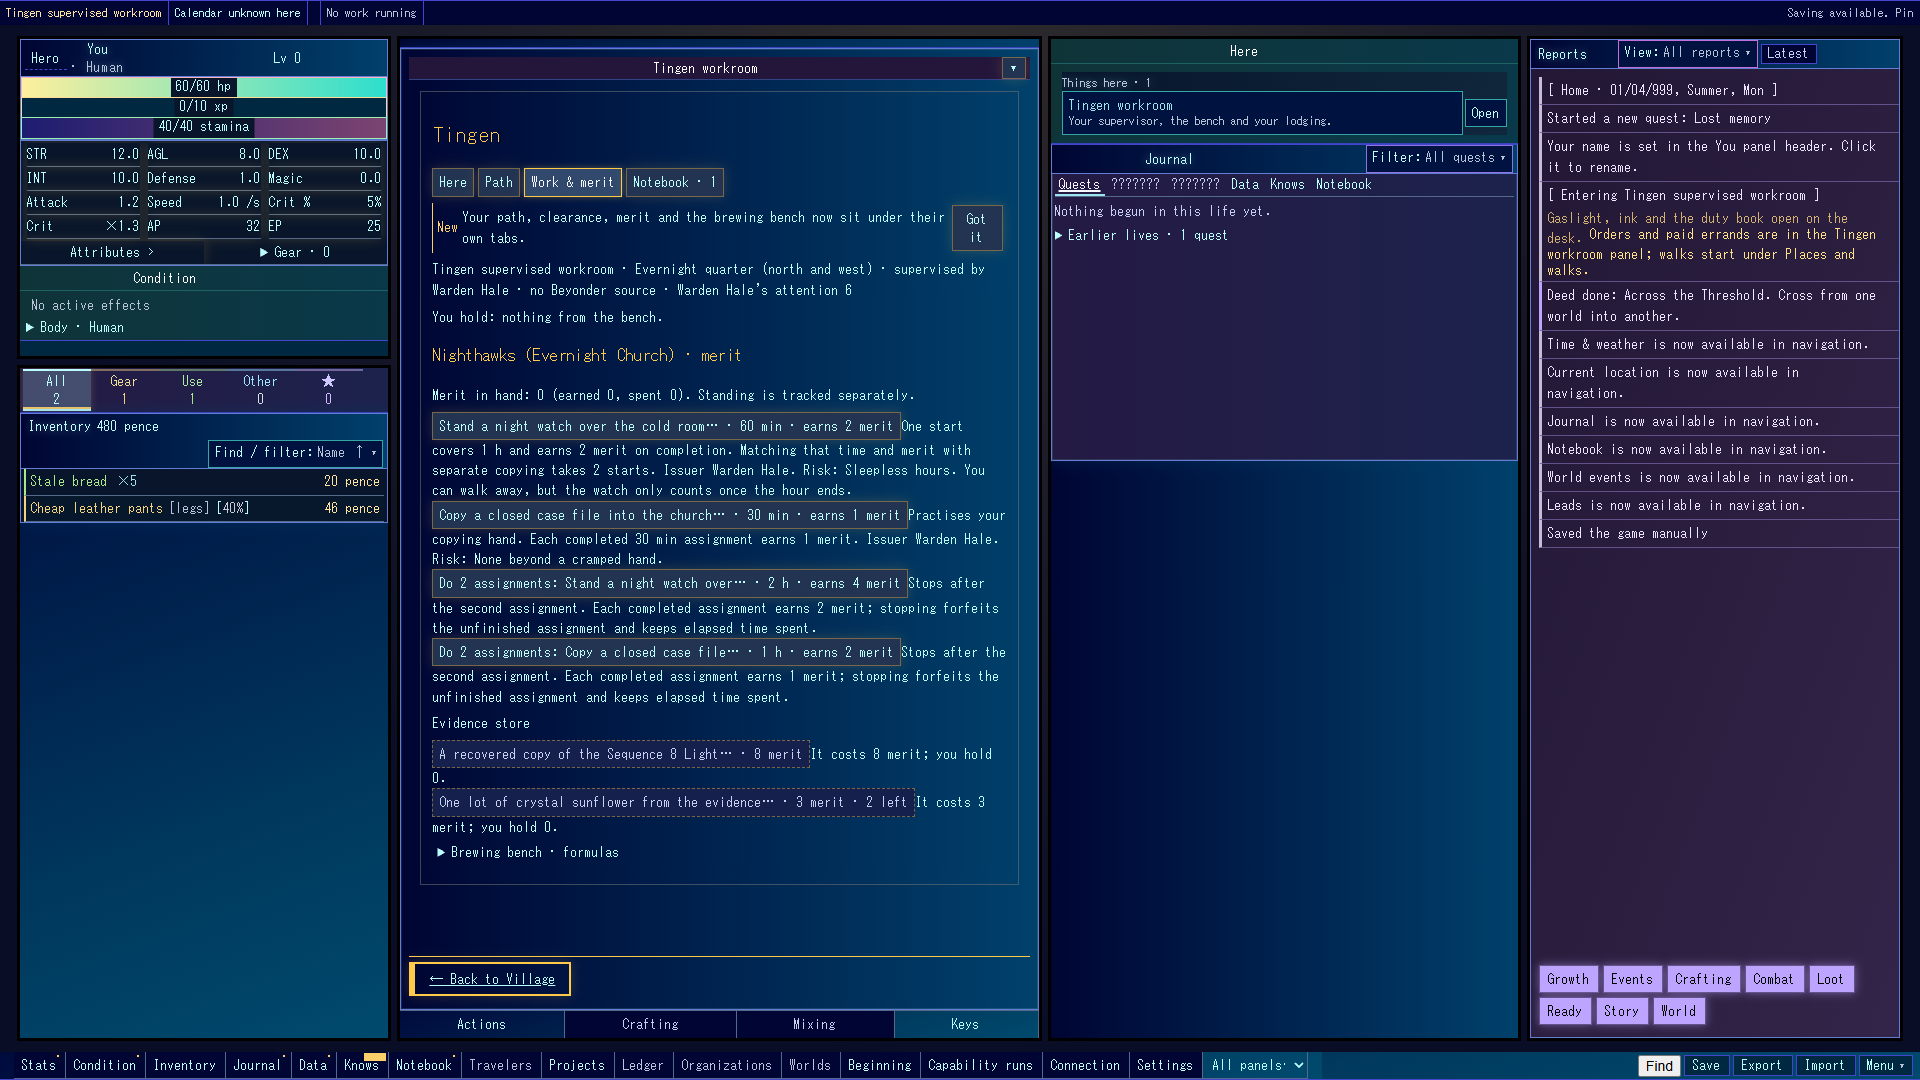 Tingen supervised workroom
Calendar unknown here
No work running
Saving available. Pin
Hero · You
Human
Lv 0
60/60 hp
0/10 xp
40/40 stamina
STR 12.0 AGL 8.0 DEX 10.0
INT 10.0 Defense 1.0 Magic 0.0
Attack 1.2 Speed 1.0 /s Crit % 5%
Crit ×1.3 AP 32 EP 25
Attributes >
▶ Gear · 0
Condition
No active effects
▶ Body · Human
All 2
Gear 1
Use 1
Other 0
★ 0
Inventory 480 pence
Find / filter: Name ↑ ▾
Stale bread ×5 20 pence
Cheap leather pants [legs] [40%] 46 pence
Tingen workroom ▾
Tingen
Here
Path
Work & merit
Notebook · 1
New
Your path, clearance, merit and the brewing bench now sit under their
own tabs.
Got
it
Tingen supervised workroom · Evernight quarter (north and west) · supervised by
Warden Hale · no Beyonder source · Warden Hale's attention 6
You hold: nothing from the bench.
Nighthawks (Evernight Church) · merit
Merit in hand: 0 (earned 0, spent 0). Standing is tracked separately.
Stand a night watch over the cold room… · 60 min · earns 2 merit One start
covers 1 h and earns 2 merit on completion. Matching that time and merit with
separate copying takes 2 starts. Issuer Warden Hale. Risk: Sleepless hours. You
can walk away, but the watch only counts once the hour ends.
Copy a closed case file into the church… · 30 min · earns 1 merit Practises your
copying hand. Each completed 30 min assignment earns 1 merit. Issuer Warden Hale.
Risk: None beyond a cramped hand.
Do 2 assignments: Stand a night watch over… · 2 h · earns 4 merit Stops after
the second assignment. Each completed assignment earns 2 merit; stopping forfeits
the unfinished assignment and keeps elapsed time spent.
Do 2 assignments: Copy a closed case file… · 1 h · earns 2 merit Stops after the
second assignment. Each completed assignment earns 1 merit; stopping forfeits the
unfinished assignment and keeps elapsed time spent.
Evidence store
A recovered copy of the Sequence 8 Light… · 8 merit It costs 8 merit; you hold
0.
One lot of crystal sunflower from the evidence… · 3 merit · 2 left It costs 3
merit; you hold 0.
▶ Brewing bench · formulas
← Back to Village
Actions
Crafting
Mixing
Keys
Here
Things here · 1
Tingen workroom
Your supervisor, the bench and your lodging.
Open
Journal
Filter: All quests ▾
Quests ??????? ??????? Data Knows Notebook
Nothing begun in this life yet.
▶ Earlier lives · 1 quest
Reports
View: All reports ▾
Latest
[ Home · 01/04/999, Summer, Mon ]
Started a new quest: Lost memory
Your name is set in the You panel header. Click
it to rename.
[ Entering Tingen supervised workroom ]
Gaslight, ink and the duty book open on the
desk. Orders and paid errands are in the Tingen
workroom panel; walks start under Places and
walks.
Deed done: Across the Threshold. Cross from one
world into another.
Time & weather is now available in navigation.
Current location is now available in
navigation.
Journal is now available in navigation.
Notebook is now available in navigation.
World events is now available in navigation.
Leads is now available in navigation.
Saved the game manually
Growth
Events
Crafting
Combat
Loot
Ready
Story
World
Stats
Condition
Inventory
Journal
Data
Knows
Notebook
Travelers
Projects
Ledger
Organizations
Worlds
Beginning
Capability runs
Connection
Settings
All panels·
Find
Save
Export
Import
Menu ▾